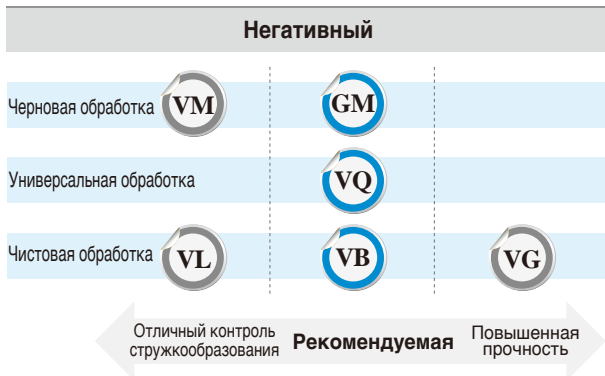 Негативный
Черновая обработка VM GM
Универсальная обработка VQ
Чистовая обработка VL VB VG
Отличный контроль
стружкообразования
Рекомендуемая
Повышенная
прочность